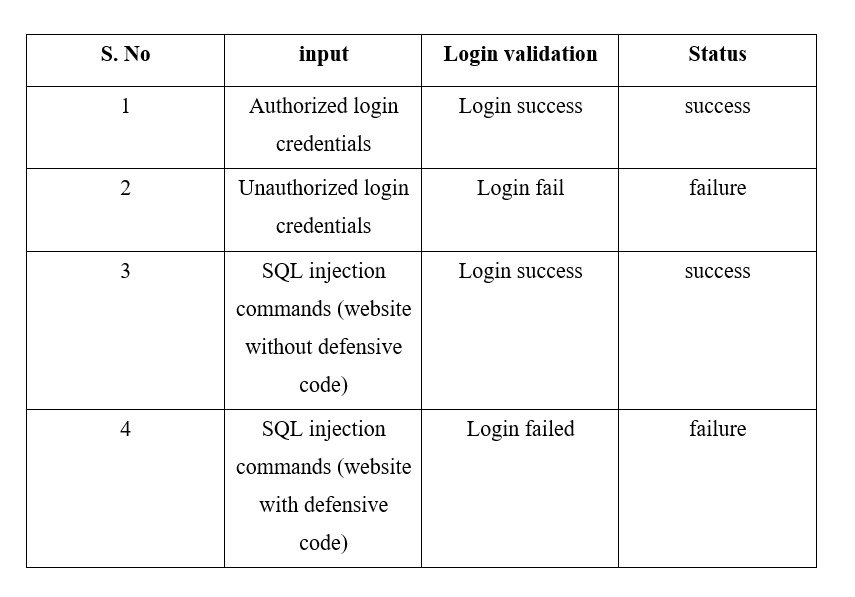 S. No input Login validation Status
1 Authorized login Login success success
credentials
2 Unauthorized login Login fail failure
credentials
3 SQL injection Login success success
commands (website
without defensive
code)
4 SQL injection Login failed failure
commands (website
with defensive
code)